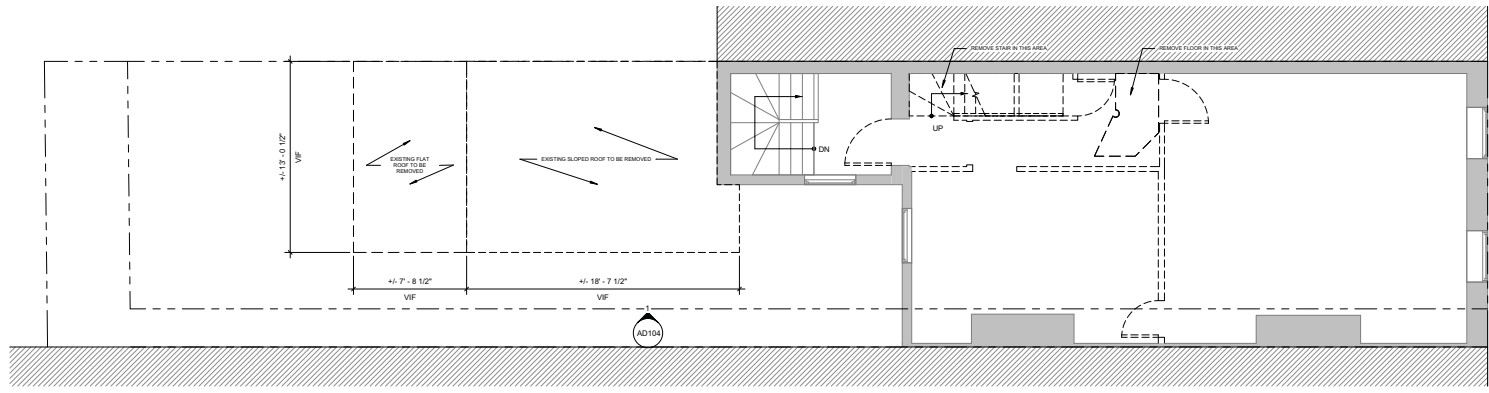 REMOVE STAIR IN THIS AREA
REMOVE FLOOR IN THIS AREA
UP
DN
+/- 13' - 0 1/2"
VIF
EXISTING FLAT
ROOF TO BE
REMOVED
EXISTING SLOPED ROOF TO BE REMOVED
+/- 7' - 8 1/2"
VIF
+/- 18' - 7 1/2"
VIF
1
AD104